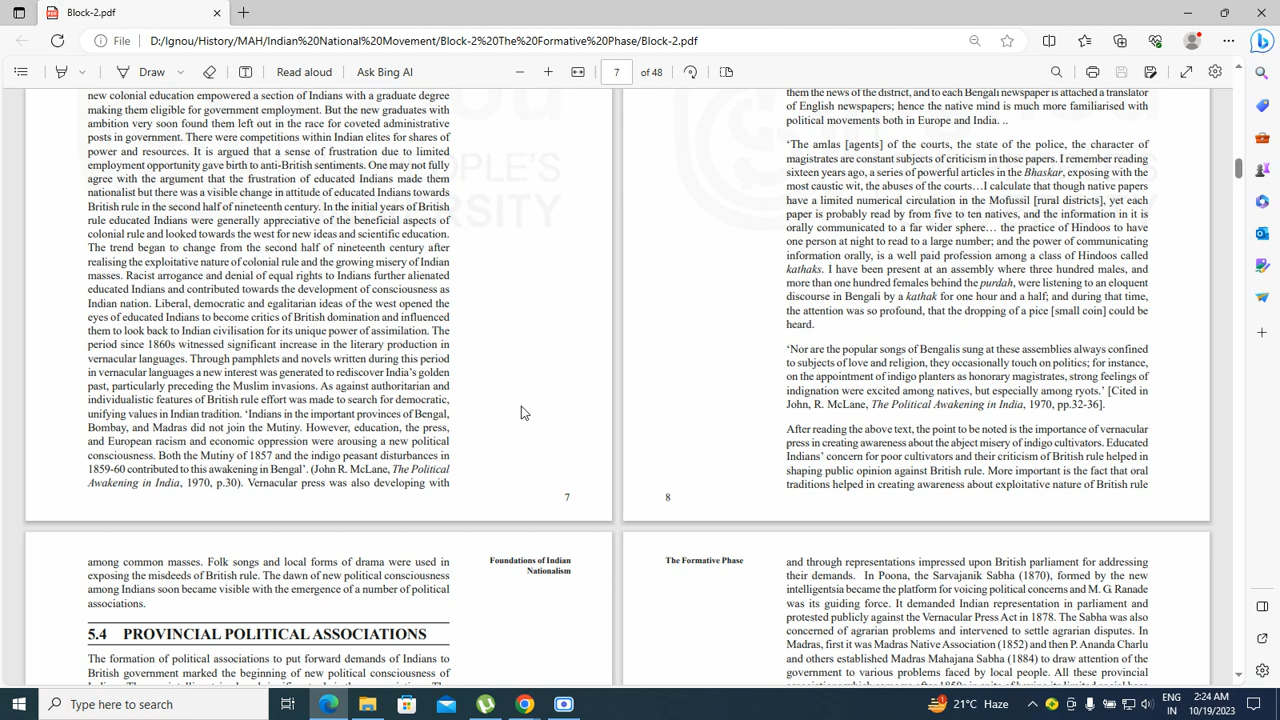 Block-2.pdf
File
D:/Ignou/History/MAH/Indian%20National%20Movement/Block-2%20The%20Formative%20Phase/Block-2.pdf
Draw
Read aloud
Ask Bing AI
7
of 48
new colonial education empowered a section of Indians with a graduate degree
making them eligible for government employment. But the new graduates with
ambition very soon found them left out in the race for coveted administrative
posts in government. There were competitions within Indian elites for shares of
power and resources. It is argued that a sense of frustration due to limited
employment opportunity gave birth to anti-British sentiments. One may not fully
agree with the argument that the frustration of educated Indians made them
nationalist but there was a visible change in attitude of educated Indians towards
British rule in the second half of nineteenth century. In the initial years of British
rule educated Indians were generally appreciative of the beneficial aspects of
colonial rule and looked towards the west for new ideas and scientific education.
The trend began to change from the second half of nineteenth century after
realising the exploitative nature of colonial rule and the growing misery of Indian
masses. Racist arrogance and denial of equal rights to Indians further alienated
educated Indians and contributed towards the development of consciousness as
Indian nation. Liberal, democratic and egalitarian ideas of the west opened the
eyes of educated Indians to become critics of British domination and influenced
them to look back to Indian civilisation for its unique power of assimilation. The
period since 1860s witnessed significant increase in the literary production in
vernacular languages. Through pamphlets and novels written during this period
in vernacular languages a new interest was generated to rediscover India's golden
past, particularly preceding the Muslim invasions. As against authoritarian and
individualistic features of British rule effort was made to search for democratic,
unifying values in Indian tradition. 'Indians in the important provinces of Bengal,
Bombay, and Madras did not join the Mutiny. However, education, the press,
and European racism and economic oppression were arousing a new political
consciousness. Both the Mutiny of 1857 and the indigo peasant disturbances in
1859-60 contributed to this awakening in Bengal'. (John R. McLane, The Political
Awakening in India, 1970, p.30). Vernacular press was also developing with
7
PEOPLE'S
UNIVERSITY
them the news of the district, and to each Bengali newspaper is attached a translator
of English newspapers; hence the native mind is much more familiarised with
political movements both in Europe and India. ..
'The amlas [agents] of the courts, the state of the police, the character of
magistrates are constant subjects of criticism in those papers. I remember reading
sixteen years ago, a series of powerful articles in the Bhaskar, exposing with the
most caustic wit, the abuses of the courts…I calculate that though native papers
have a limited numerical circulation in the Mofussil [rural districts], yet each
paper is probably read by from five to ten natives, and the information in it is
orally communicated to a far wider sphere… the practice of Hindoos to have
one person at night to read to a large number; and the power of communicating
information orally, is a well paid profession among a class of Hindoos called
kathaks. I have been present at an assembly where three hundred males, and
more than one hundred females behind the purdah, were listening to an eloquent
discourse in Bengali by a kathak for one hour and a half; and during that time,
the attention was so profound, that the dropping of a pice [small coin] could be
heard.
'Nor are the popular songs of Bengalis sung at these assemblies always confined
to subjects of love and religion, they occasionally touch on politics; for instance,
on the appointment of indigo planters as honorary magistrates, strong feelings of
indignation were excited among natives, but especially among ryots.' [Cited in
John, R. McLane, The Political Awakening in India, 1970, pp.32-36].
After reading the above text, the point to be noted is the importance of vernacular
press in creating awareness about the abject misery of indigo cultivators. Educated
Indians' concern for poor cultivators and their criticism of British rule helped in
shaping public opinion against British rule. More important is the fact that oral
traditions helped in creating awareness about exploitative nature of British rule
8
among common masses. Folk songs and local forms of drama were used in
exposing the misdeeds of British rule. The dawn of new political consciousness
among Indians soon became visible with the emergence of a number of political
associations.
Foundations of Indian
Nationalism
5.4 PROVINCIAL POLITICAL ASSOCIATIONS
The formation of political associations to put forward demands of Indians to
British government marked the beginning of new political consciousness of
The Formative Phase
and through representations impressed upon British parliament for addressing
their demands. In Poona, the Sarvajanik Sabha (1870), formed by the new
intelligentsia became the platform for voicing political concerns and M. G. Ranade
was its guiding force. It demanded Indian representation in parliament and
protested publicly against the Vernacular Press Act in 1878. The Sabha was also
concerned of agrarian problems and intervened to settle agrarian disputes. In
Madras, first it was Madras Native Association (1852) and then P. Ananda Charlu
and others established Madras Mahajana Sabha (1884) to draw attention of the
government to various problems faced by local people. All these provincial
Type here to search
21°C Haze
ENG
IN
2:24 AM
10/19/2023